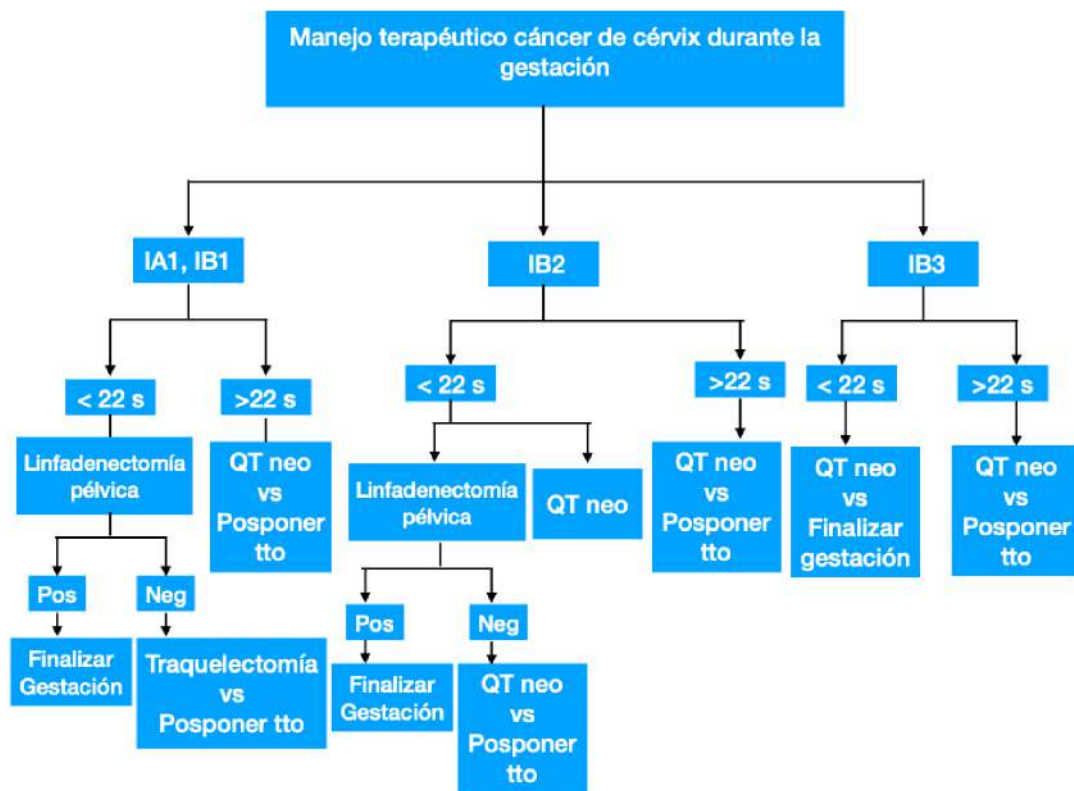 Manejo terapéutico cáncer de cérvix durante la
gestación
IA1, IB1
IB2
IB3
< 22 s
>22 s
< 22 s
>22 s
< 22 s
>22 s
Linfadenectomía
pélvica
QT neo
vs
Posponer
tto
Linfadenectomía
pélvica
QT neo
QT neo
vs
Posponer
tto
QT neo
vs
Finalizar
gestación
QT neo
vs
Posponer
tto
Pos
Neg
Pos
Neg
Finalizar
Gestación
Traquelectomía
vs
Posponer tto
Finalizar
Gestación
QT neo
vs
Posponer
tto